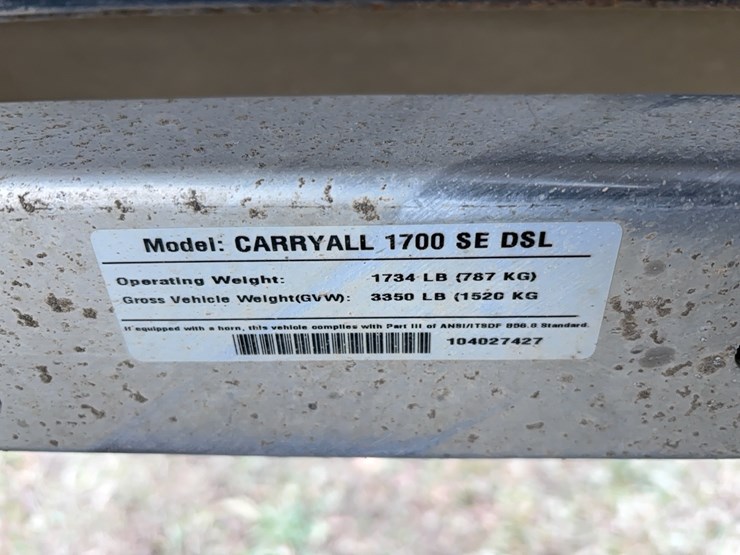 Model: CARRYALL 1700 SE DSL
Operating Weight: 1734 LB (787 KG)
Gross Vehicle Weight(GVW): 3350 LB (1520 KG
If equipped with a horn, this vehicle complies with Part III of ANSI/ITSDF B56.8 Standard.
104027427